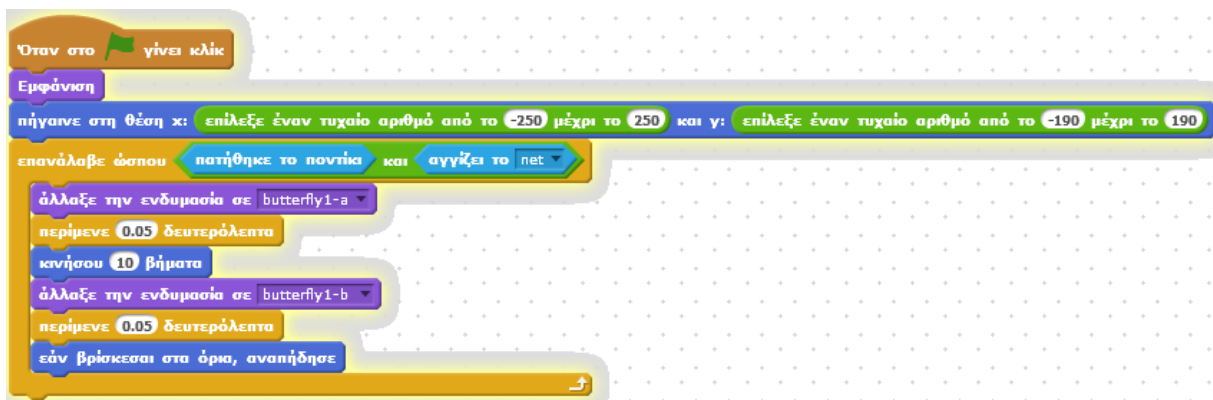 Όταν στο γίνει κλίκ
Εμφάνιση
πήγαινε στη θέση x: επίλεξε έναν τυχαίο αριθμό από το -250 μέχρι το 250 και y: επίλεξε έναν τυχαίο αριθμό από το -190 μέχρι το 190
επανάλαβε ώσπου πατήθηκε το ποντίκι και αγγίζει το net
άλλαξε την ενδυμασία σε butterfly1-a
περίμενε 0.05 δευτερόλεπτα
κινήσου 10 βήματα
άλλαξε την ενδυμασία σε butterfly1-b
περίμενε 0.05 δευτερόλεπτα
εάν βρίσκεσαι στα όρια, αναπήδησε